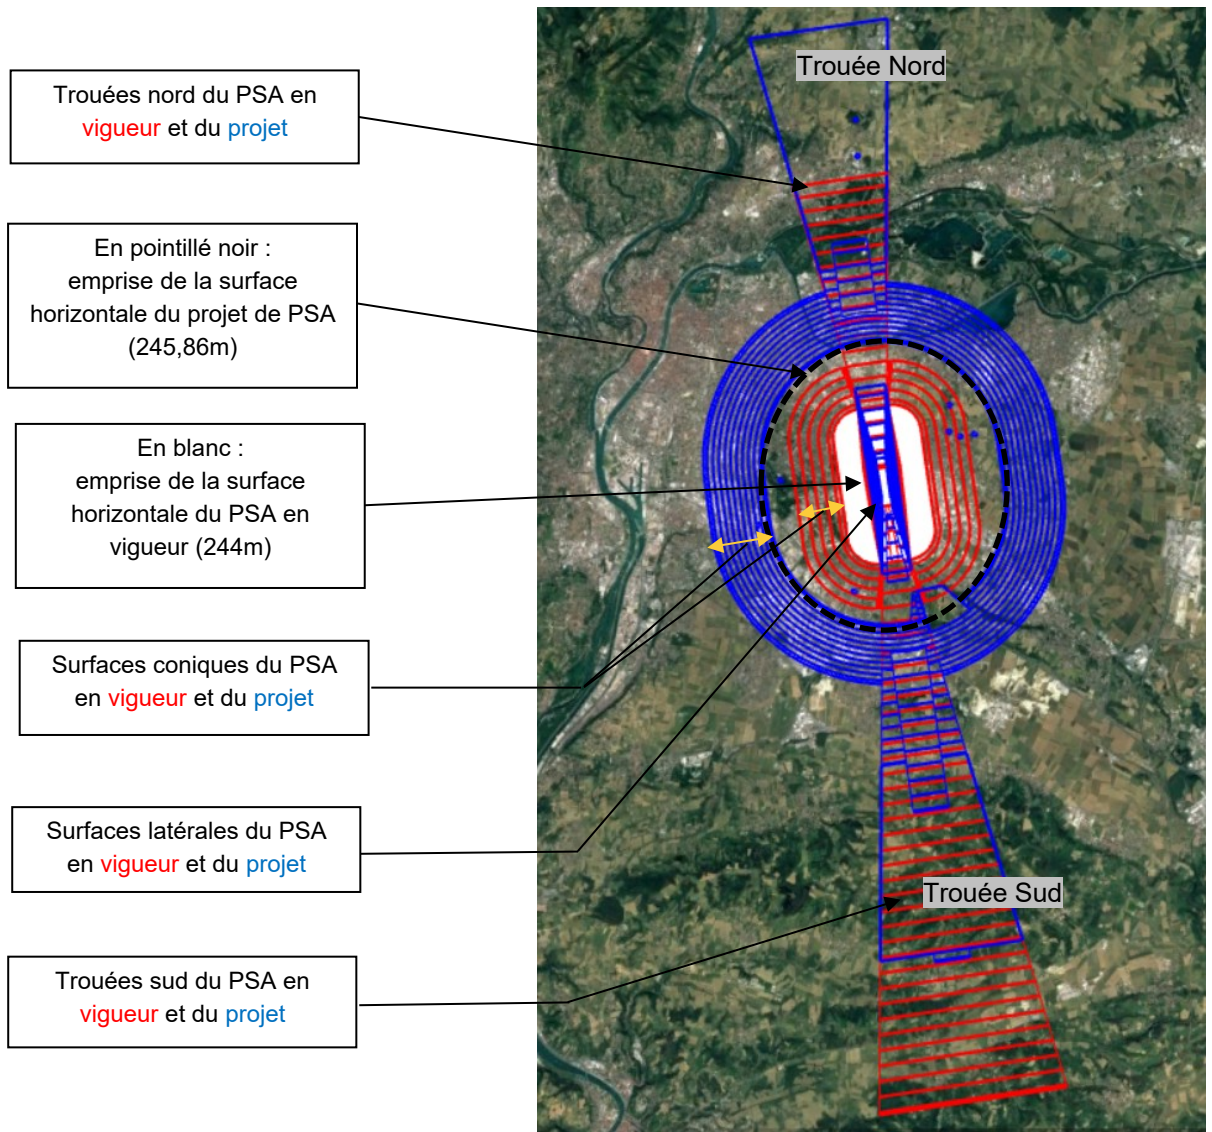 Trouée Nord
Trouées nord du PSA en
vigueur et du projet
En pointillé noir :
emprise de la surface
horizontale du projet de PSA
(245,86m)
En blanc :
emprise de la surface
horizontale du PSA en
vigueur (244m)
Surfaces coniques du PSA
en vigueur et du projet
Surfaces latérales du PSA
en vigueur et du projet
Trouée Sud
Trouées sud du PSA en
vigueur et du projet